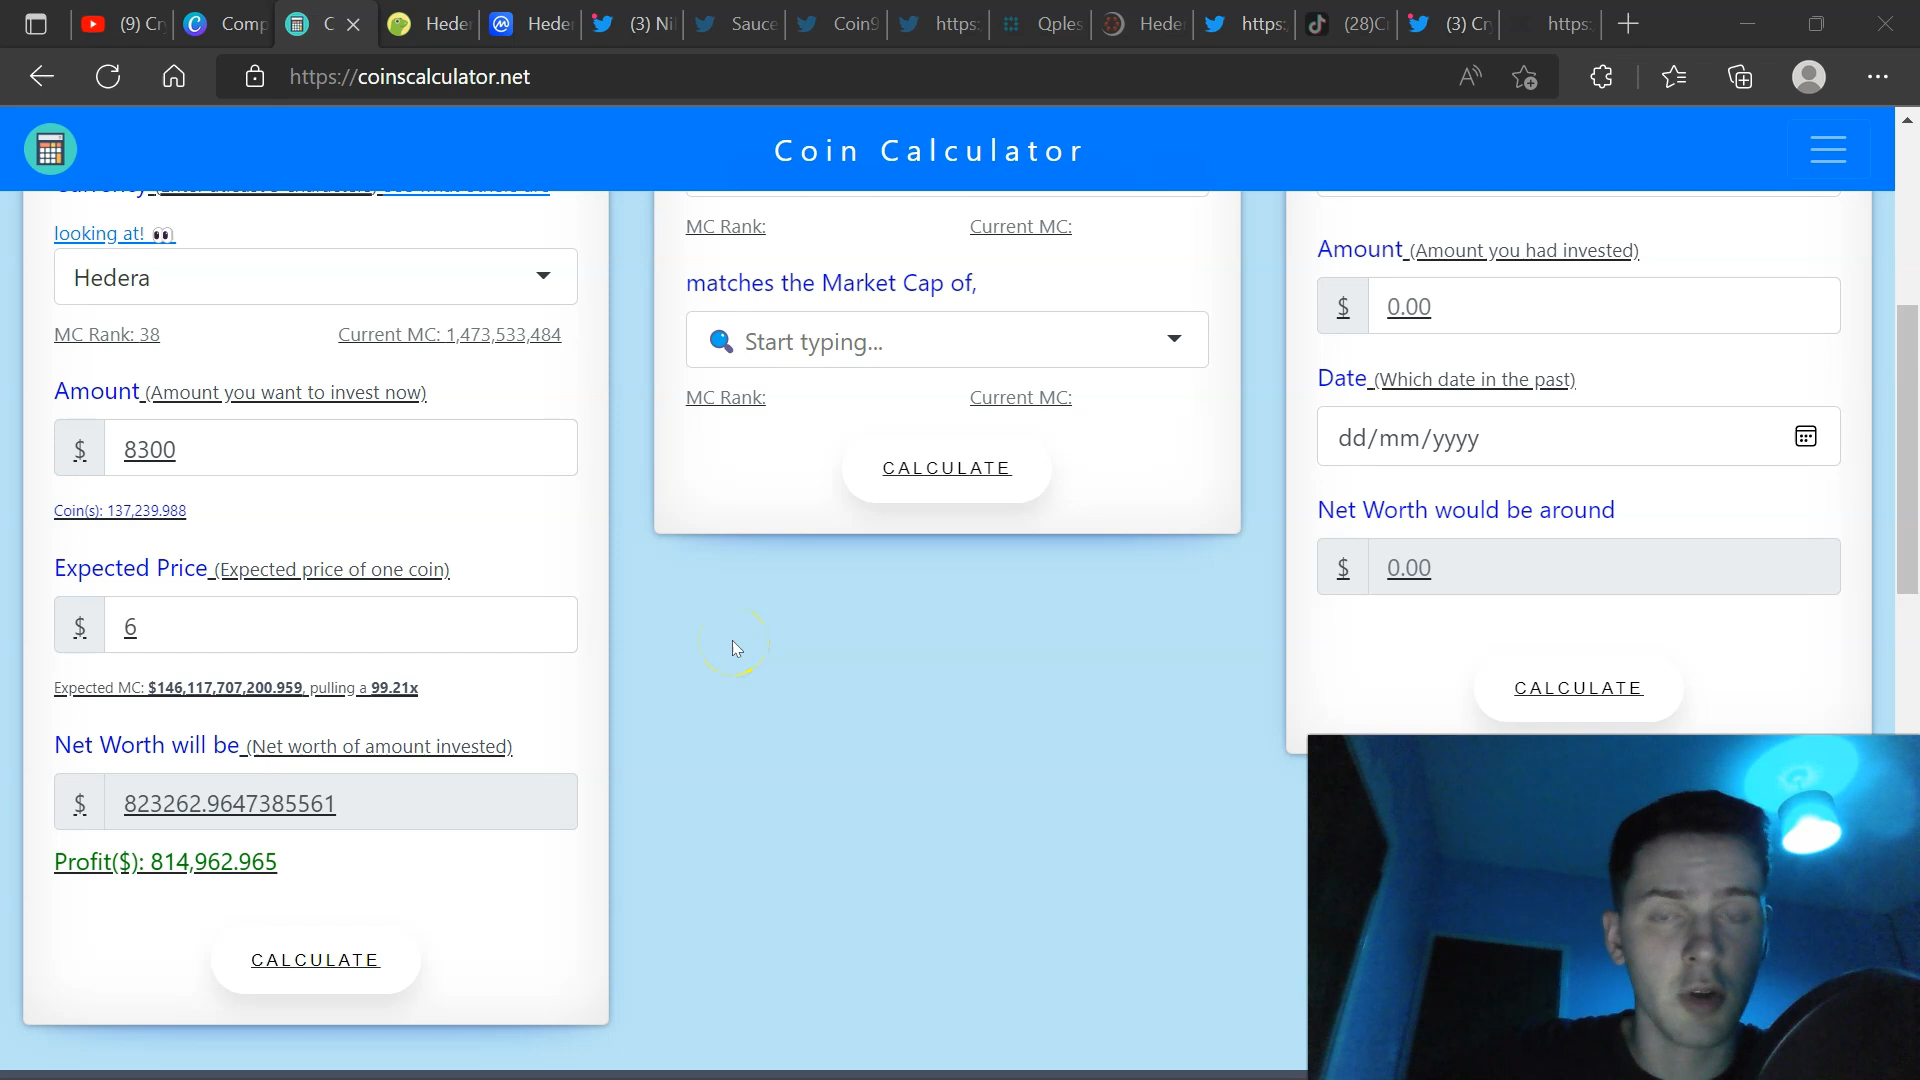 (9) Cr
Comp
C
Heder
Heder
(3) Ni
Sauce
Coin9
https:
Qples
Heder
https:
(28)Cr
(3) Cry
https:
https://coinscalculator.net
Coin Calculator
looking at! 👀
Hedera
MC Rank: 38
Current MC: 1,473,533,484
Amount (Amount you want to invest now)
$ 8300
Coin(s): 137,239.988
Expected Price (Expected price of one coin)
$ 6
Expected MC: $146,117,707,200.959, pulling a 99.21x
Net Worth will be (Net worth of amount invested)
$ 823262.9647385561
Profit($): 814,962.965
CALCULATE
MC Rank:
Current MC:
matches the Market Cap of,
🔍 Start typing...
MC Rank:
Current MC:
CALCULATE
Amount (Amount you had invested)
$ 0.00
Date (Which date in the past)
dd/mm/yyyy
Net Worth would be around
$ 0.00
CALCULATE